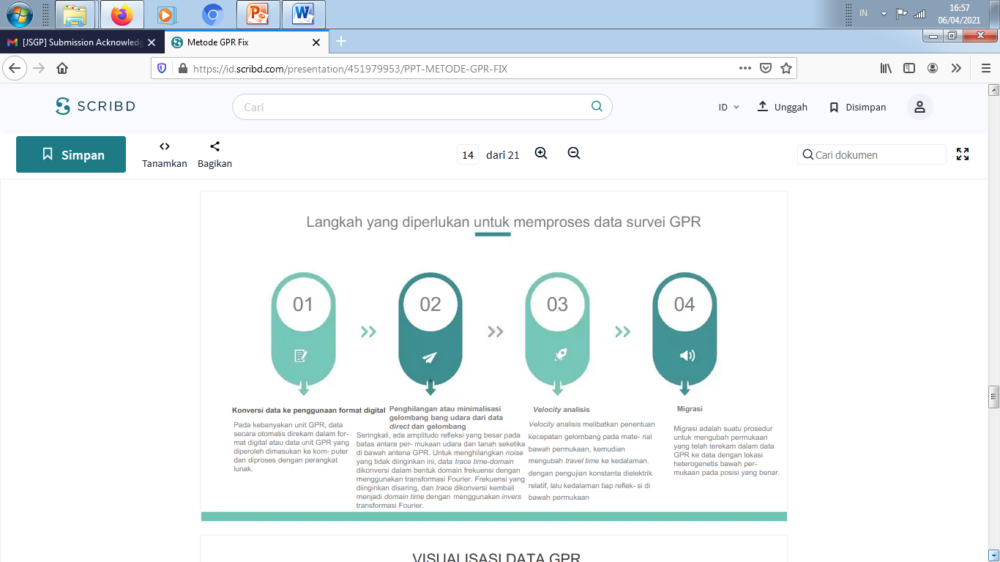 IN
16:57
06/04/2021
[JSGP] Submission Acknowledg
Metode GPR Fix
https://id.scribd.com/presentation/451979953/PPT-METODE-GPR-FIX
SCRIBD
Cari
ID
Unggah
Disimpan
Simpan
Tanamkan
Bagikan
14 dari 21
Cari dokumen
Langkah yang diperlukan untuk memproses data survei GPR
01
02
03
04
Konversi data ke penggunaan format digital
Pada kebanyakan unit GPR, data
secara otomatis direkam dalam for-
mat digital atau data unit GPR yang
diperoleh dimasukan ke kom- puter
dan diproses dengan perangkat
lunak.
Penghilangan atau minimalisasi
gelombang bang udara dari data
direct dan gelombang
Seringkali, ada amplitudo refleksi yang besar pada
batas antara per- mukaan udara dan tanah seketika
di bawah antena GPR. Untuk menghilangkan noise
yang tidak diinginkan ini, data trace time-domain
dikonversi dalam bentuk domain frekuensi dengan
menggunakan transformasi Fourier. Frekuensi yang
diinginkan disaring, dan trace dikonversi kembali
menjadi domain time dengan menggunakan invers
transformasi Fourier.
Velocity analisis
Velocity analisis melibatkan penentuan
kecepatan gelombang pada mate- rial
bawah permukaan, kemudian
mengubah travel time ke kedalaman.
dengan pengujian konstanta dielektrik
relatif, lalu kedalaman tiap reflek- si di
bawah permukaan
Migrasi
Migrasi adalah suatu prosedur
untuk mengubah permukaan
yang telah terekam dalam data
GPR ke data dengan lokasi
heterogenetis bawah per-
mukaan pada posisi yang benar.
VISUALISASI DATA GPR